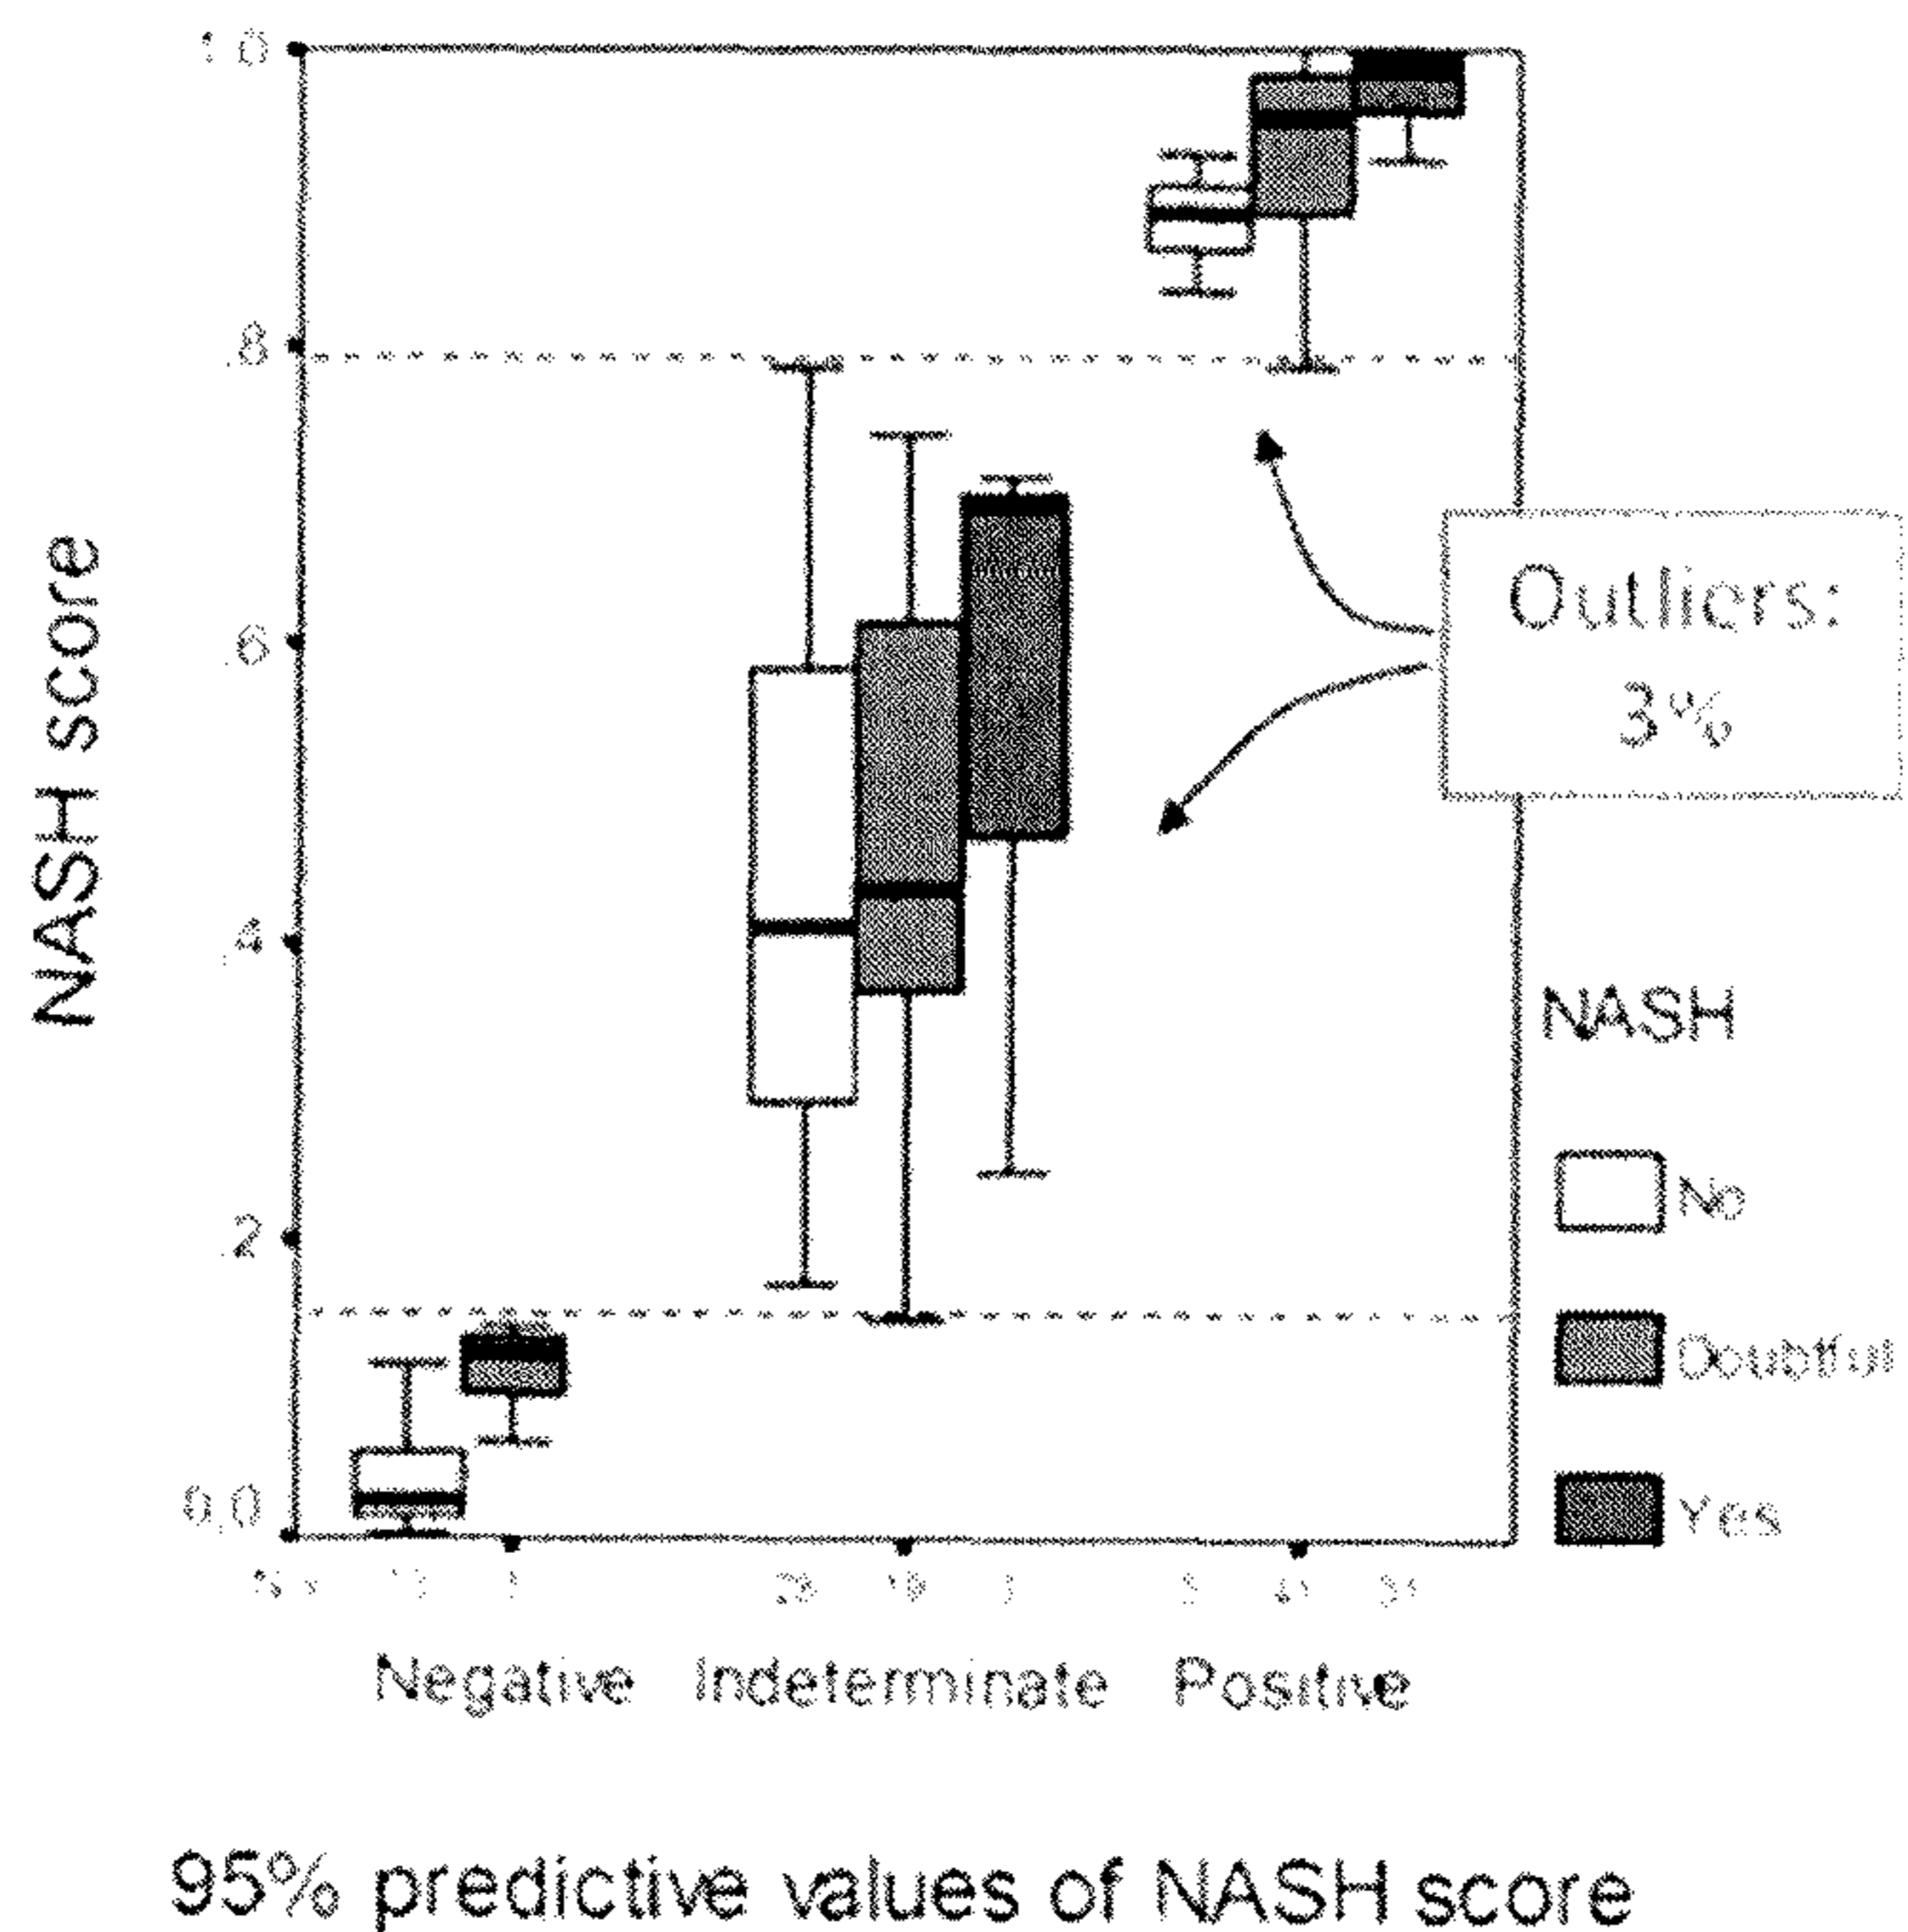 1.0
.8
.6
.4
.2
0.0
NASH score
Outliers:
3%
NASH
No
Doubtful
Yes
Negative Indeterminate Positive
95% predictive values of NASH score